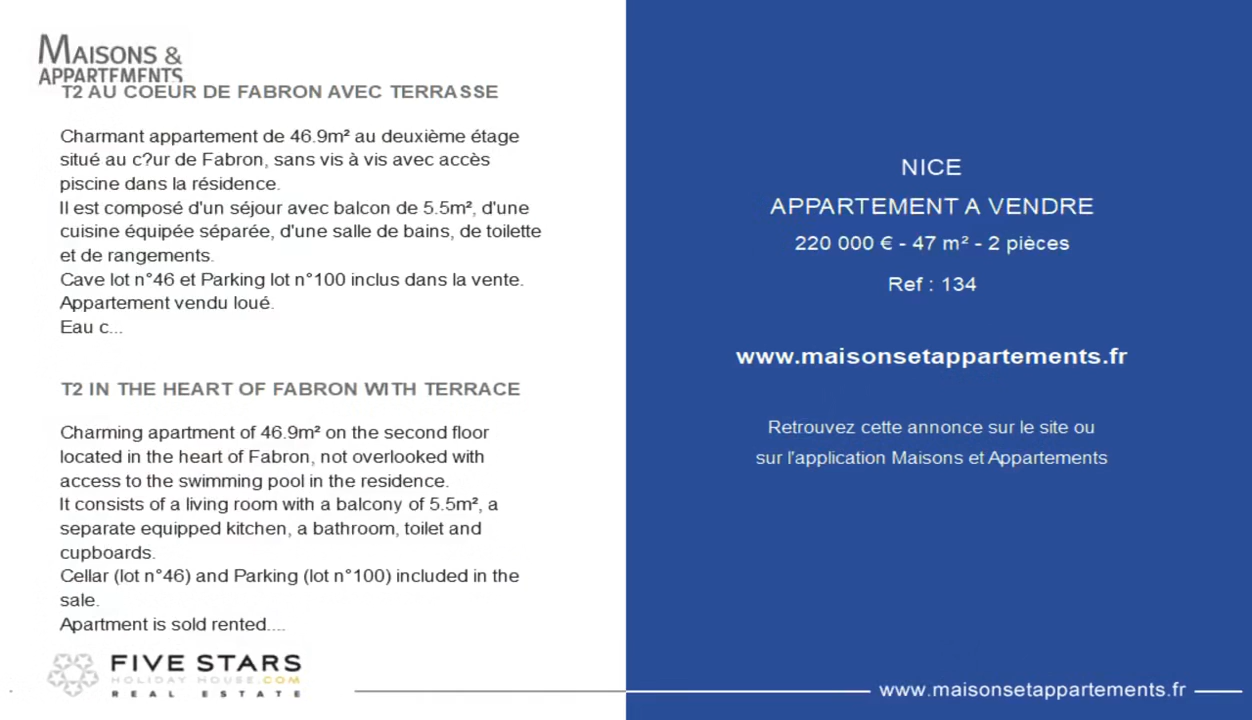 MAISONS &
APPARTEMENTS
T2 AU COEUR DE FABRON AVEC TERRASSE
Charmant appartement de 46.9m² au deuxième étage
situé au c?ur de Fabron, sans vis à vis avec accès
piscine dans la résidence.
Il est composé d'un séjour avec balcon de 5.5m², d'une
cuisine équipée séparée, d'une salle de bains, de toilette
et de rangements.
Cave lot n°46 et Parking lot n°100 inclus dans la vente.
Appartement vendu loué.
Eau c...
T2 IN THE HEART OF FABRON WITH TERRACE
Charming apartment of 46.9m² on the second floor
located in the heart of Fabron, not overlooked with
access to the swimming pool in the residence.
It consists of a living room with a balcony of 5.5m², a
separate equipped kitchen, a bathroom, toilet and
cupboards.
Cellar (lot n°46) and Parking (lot n°100) included in the
sale.
Apartment is sold rented....
FIVE STARS
HOLIDAY HOUSE.COM
REAL ESTATE
NICE
APPARTEMENT A VENDRE
220 000 € - 47 m² - 2 pièces
Ref : 134
www.maisonsetappartements.fr
Retrouvez cette annonce sur le site ou
sur l'application Maisons et Appartements
www.maisonsetappartements.fr